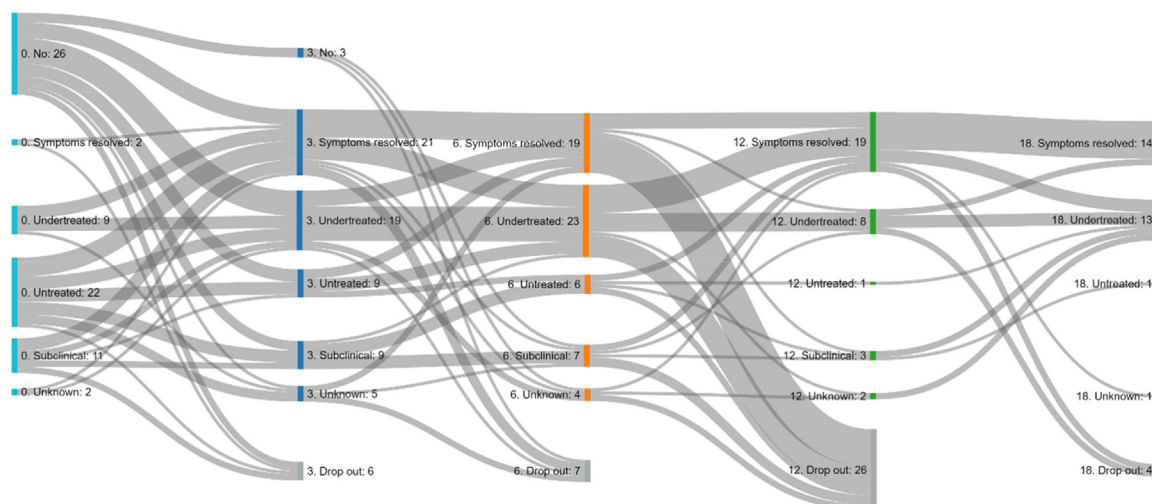 0. No: 26
0. Symptoms resolved: 2
0. Undertreated: 9
0. Untreated: 22
0. Subclinical: 11
0. Unknown: 2
3. No: 3
3. Symptoms resolved: 21
3. Undertreated: 19
3. Untreated: 9
3. Subclinical: 9
3. Unknown: 5
3. Drop out: 6
6. Symptoms resolved: 19
6. Undertreated: 23
6. Untreated: 6
6. Subclinical: 7
6. Unknown: 4
6. Drop out: 7
12. Symptoms resolved: 19
12. Undertreated: 8
12. Untreated: 1
12. Subclinical: 3
12. Unknown: 2
12. Drop out: 26
18. Symptoms resolved: 14
18. Undertreated: 13
18. Untreated: 1
18. Unknown: 1
18. Drop out: 4